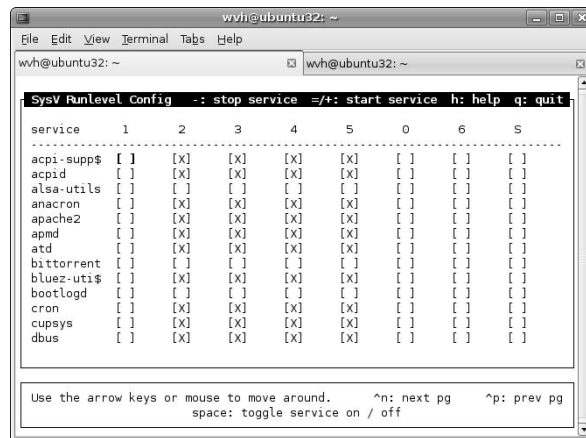 wvh@ubuntu32: ~
File Edit View Terminal Tabs Help
wvh@ubuntu32: ~ wvh@ubuntu32: ~
SysV Runlevel Config -: stop service =/+: start service h: help q: quit
service 1 2 3 4 5 0 6 S
acpi-supp$ [ ] [X] [X] [X] [X] [ ] [ ] [ ]
acpid [ ] [X] [X] [X] [X] [ ] [ ] [ ]
alsa-utils [ ] [ ] [ ] [ ] [ ] [ ] [ ] [ ]
anacron [ ] [X] [X] [X] [X] [ ] [ ] [ ]
apache2 [ ] [X] [X] [X] [X] [ ] [ ] [ ]
apmd [ ] [X] [X] [X] [X] [ ] [ ] [ ]
atd [ ] [X] [X] [X] [X] [ ] [ ] [ ]
bittorrent [ ] [ ] [ ] [ ] [ ] [ ] [ ] [ ]
bluez-uti$ [ ] [X] [X] [X] [X] [ ] [ ] [ ]
bootlogd [ ] [ ] [ ] [ ] [ ] [ ] [ ] [ ]
cron [ ] [X] [X] [X] [X] [ ] [ ] [ ]
cupsys [ ] [X] [X] [X] [X] [ ] [ ] [ ]
dbus [ ] [X] [X] [X] [X] [ ] [ ] [ ]
Use the arrow keys or mouse to move around. ^n: next pg ^p: prev pg
space: toggle service on / off